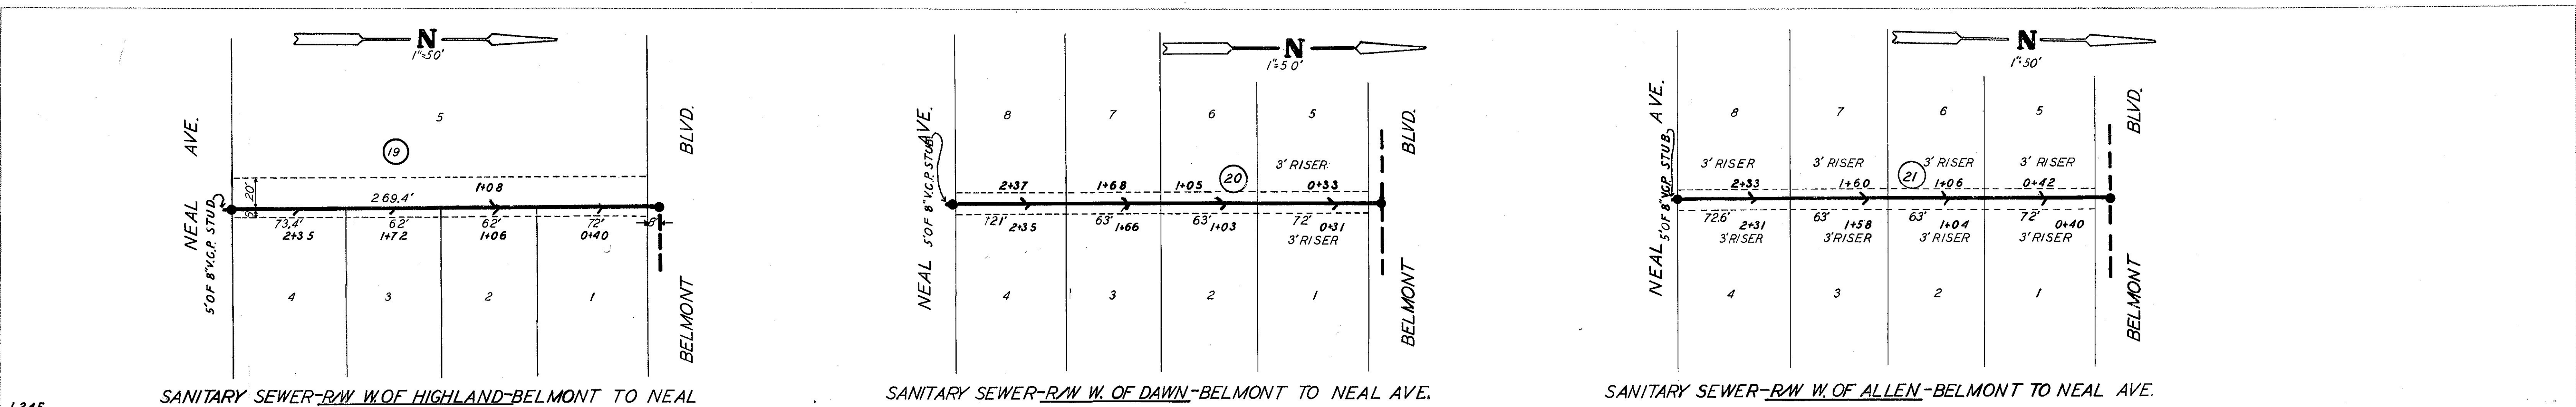 N
1"=50'
NEAL AVE.
5' OF 8" V.G.P. STUD
5
19
20'
8'
269.4'
1+08
73.4'
2+35
62'
1+72
62'
1+06
72'
0+40
8'
4
3
2
1
BELMONT BLVD.
SANITARY SEWER-R/W W. OF HIGHLAND-BELMONT TO NEAL
N
1"=50'
NEAL AVE.
5' OF 8" V.G.P. STUB
8
7
6
5
20
3' RISER
2+37
1+68
1+05
0+33
72.1'
2+35
63'
1+66
63'
1+03
72'
0+31
3' RISER
4
3
2
1
BELMONT BLVD.
SANITARY SEWER-R/W W. OF DAWN-BELMONT TO NEAL AVE.
N
1"=50'
NEAL AVE.
5' OF 8" V.G.P. STUB
8
7
6
5
3' RISER
3' RISER
21
3' RISER
3' RISER
2+33
1+60
1+06
0+42
72.6'
2+31
63'
1+58
63'
1+04
72'
0+40
3' RISER
3' RISER
3' RISER
3' RISER
4
3
2
1
BELMONT BLVD.
SANITARY SEWER-R/W W. OF ALLEN-BELMONT TO NEAL AVE.